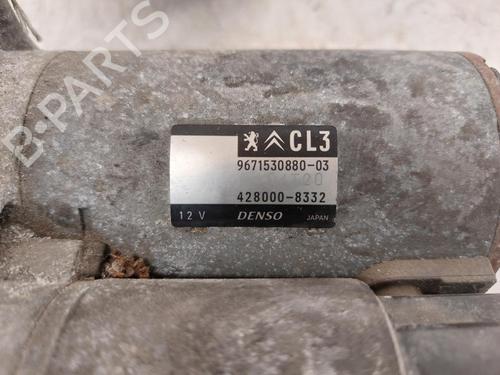 B-PARTS
CL3
9671530880-03
428000-8332
12 V DENSO JAPAN